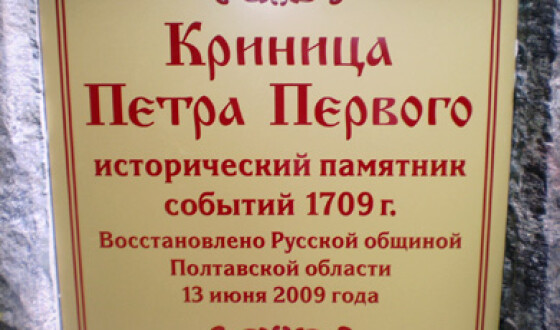 Криница
Петра Первого
исторический памятник
событий 1709 г.
Восстановлено Русской общиной
Полтавской области
13 июня 2009 года